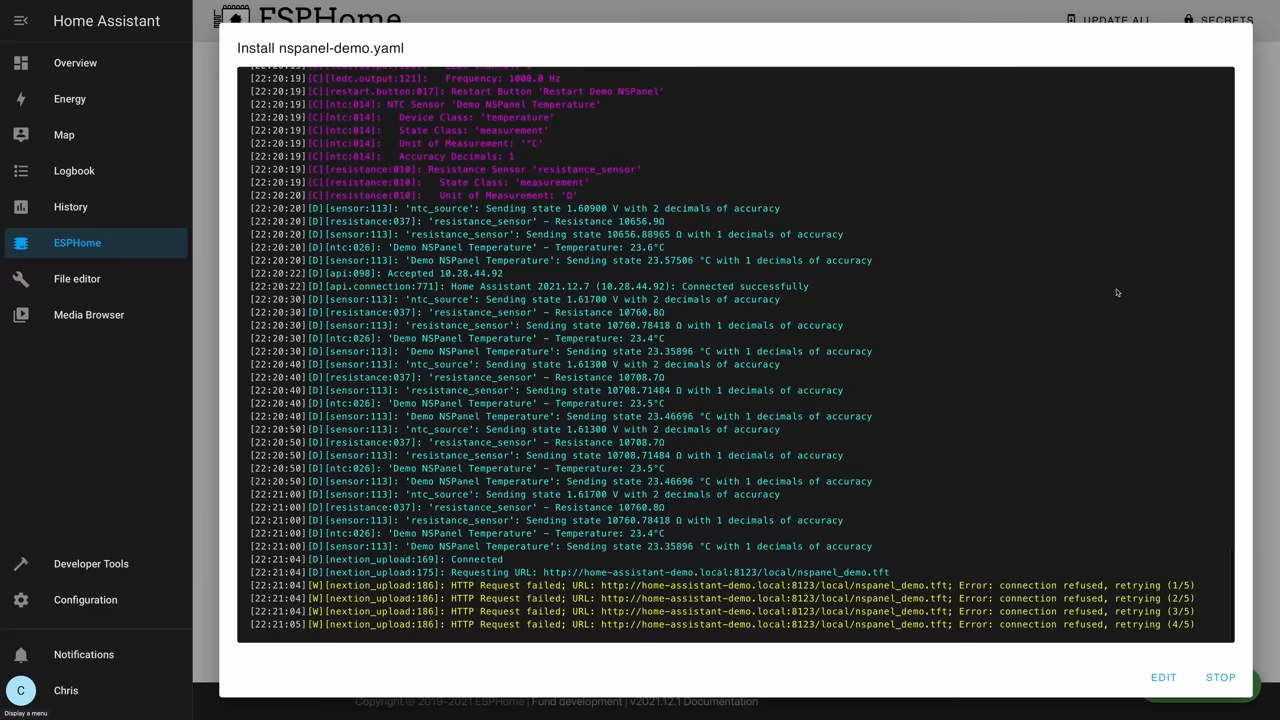 Home Assistant
Overview
Energy
Map
Logbook
History
ESPHome
File editor
Media Browser
Developer Tools
Configuration
Notifications
C
Chris
Display a menu
ESPHome
UPDATE ALL
SECRETS
Install nspanel-demo.yaml
[22:20:19][C][ledc.output:121]:   Frequency: 1000.0 Hz
[22:20:19][C][restart.button:017]: Restart Button 'Restart Demo NSPanel'
[22:20:19][C][ntc:014]: NTC Sensor 'Demo NSPanel Temperature'
[22:20:19][C][ntc:014]:   Device Class: 'temperature'
[22:20:19][C][ntc:014]:   State Class: 'measurement'
[22:20:19][C][ntc:014]:   Unit of Measurement: '°C'
[22:20:19][C][ntc:014]:   Accuracy Decimals: 1
[22:20:19][C][resistance:010]: Resistance Sensor 'resistance_sensor'
[22:20:19][C][resistance:010]:   State Class: 'measurement'
[22:20:20][C][resistance:010]:   Unit of Measurement: 'Ω'
[22:20:20][D][sensor:113]: 'ntc_source': Sending state 1.60900 V with 2 decimals of accuracy
[22:20:20][D][resistance:037]: 'resistance_sensor' - Resistance 10656.9Ω
[22:20:20][D][sensor:113]: 'resistance_sensor': Sending state 10656.88965 Ω with 1 decimals of accuracy
[22:20:20][D][ntc:026]: 'Demo NSPanel Temperature' - Temperature: 23.6°C
[22:20:20][D][sensor:113]: 'Demo NSPanel Temperature': Sending state 23.57506 °C with 1 decimals of accuracy
[22:20:22][D][api:098]: Accepted 10.28.44.92
[22:20:22][D][api.connection:771]: Home Assistant 2021.12.7 (10.28.44.92): Connected successfully
[22:20:30][D][sensor:113]: 'ntc_source': Sending state 1.61700 V with 2 decimals of accuracy
[22:20:30][D][resistance:037]: 'resistance_sensor' - Resistance 10760.8Ω
[22:20:30][D][sensor:113]: 'resistance_sensor': Sending state 10760.78418 Ω with 1 decimals of accuracy
[22:20:30][D][ntc:026]: 'Demo NSPanel Temperature' - Temperature: 23.4°C
[22:20:30][D][sensor:113]: 'Demo NSPanel Temperature': Sending state 23.35896 °C with 1 decimals of accuracy
[22:20:40][D][sensor:113]: 'ntc_source': Sending state 1.61300 V with 2 decimals of accuracy
[22:20:40][D][resistance:037]: 'resistance_sensor' - Resistance 10708.7Ω
[22:20:40][D][sensor:113]: 'resistance_sensor': Sending state 10708.71484 Ω with 1 decimals of accuracy
[22:20:40][D][ntc:026]: 'Demo NSPanel Temperature' - Temperature: 23.5°C
[22:20:40][D][sensor:113]: 'Demo NSPanel Temperature': Sending state 23.46696 °C with 1 decimals of accuracy
[22:20:50][D][sensor:113]: 'ntc_source': Sending state 1.61300 V with 2 decimals of accuracy
[22:20:50][D][resistance:037]: 'resistance_sensor' - Resistance 10708.7Ω
[22:20:50][D][sensor:113]: 'resistance_sensor': Sending state 10708.71484 Ω with 1 decimals of accuracy
[22:20:50][D][ntc:026]: 'Demo NSPanel Temperature' - Temperature: 23.5°C
[22:20:50][D][sensor:113]: 'Demo NSPanel Temperature': Sending state 23.46696 °C with 1 decimals of accuracy
[22:21:00][D][sensor:113]: 'ntc_source': Sending state 1.61700 V with 2 decimals of accuracy
[22:21:00][D][resistance:037]: 'resistance_sensor' - Resistance 10760.8Ω
[22:21:00][D][sensor:113]: 'resistance_sensor': Sending state 10760.78418 Ω with 1 decimals of accuracy
[22:21:00][D][ntc:026]: 'Demo NSPanel Temperature' - Temperature: 23.4°C
[22:21:00][D][sensor:113]: 'Demo NSPanel Temperature': Sending state 23.35896 °C with 1 decimals of accuracy
[22:21:04][D][nextion_upload:169]: Connected
[22:21:04][D][nextion_upload:175]: Requesting URL: http://home-assistant-demo.local:8123/local/nspanel_demo.tft
[22:21:04][W][nextion_upload:186]: HTTP Request failed; URL: http://home-assistant-demo.local:8123/local/nspanel_demo.tft; Error: connection refused, retrying (1/5)
[22:21:04][W][nextion_upload:186]: HTTP Request failed; URL: http://home-assistant-demo.local:8123/local/nspanel_demo.tft; Error: connection refused, retrying (2/5)
[22:21:04][W][nextion_upload:186]: HTTP Request failed; URL: http://home-assistant-demo.local:8123/local/nspanel_demo.tft; Error: connection refused, retrying (3/5)
[22:21:05][W][nextion_upload:186]: HTTP Request failed; URL: http://home-assistant-demo.local:8123/local/nspanel_demo.tft; Error: connection refused, retrying (4/5)
EDIT
STOP
Copyright © 2019-2021 ESPHome | Fund development | v2021.12.1 Documentation